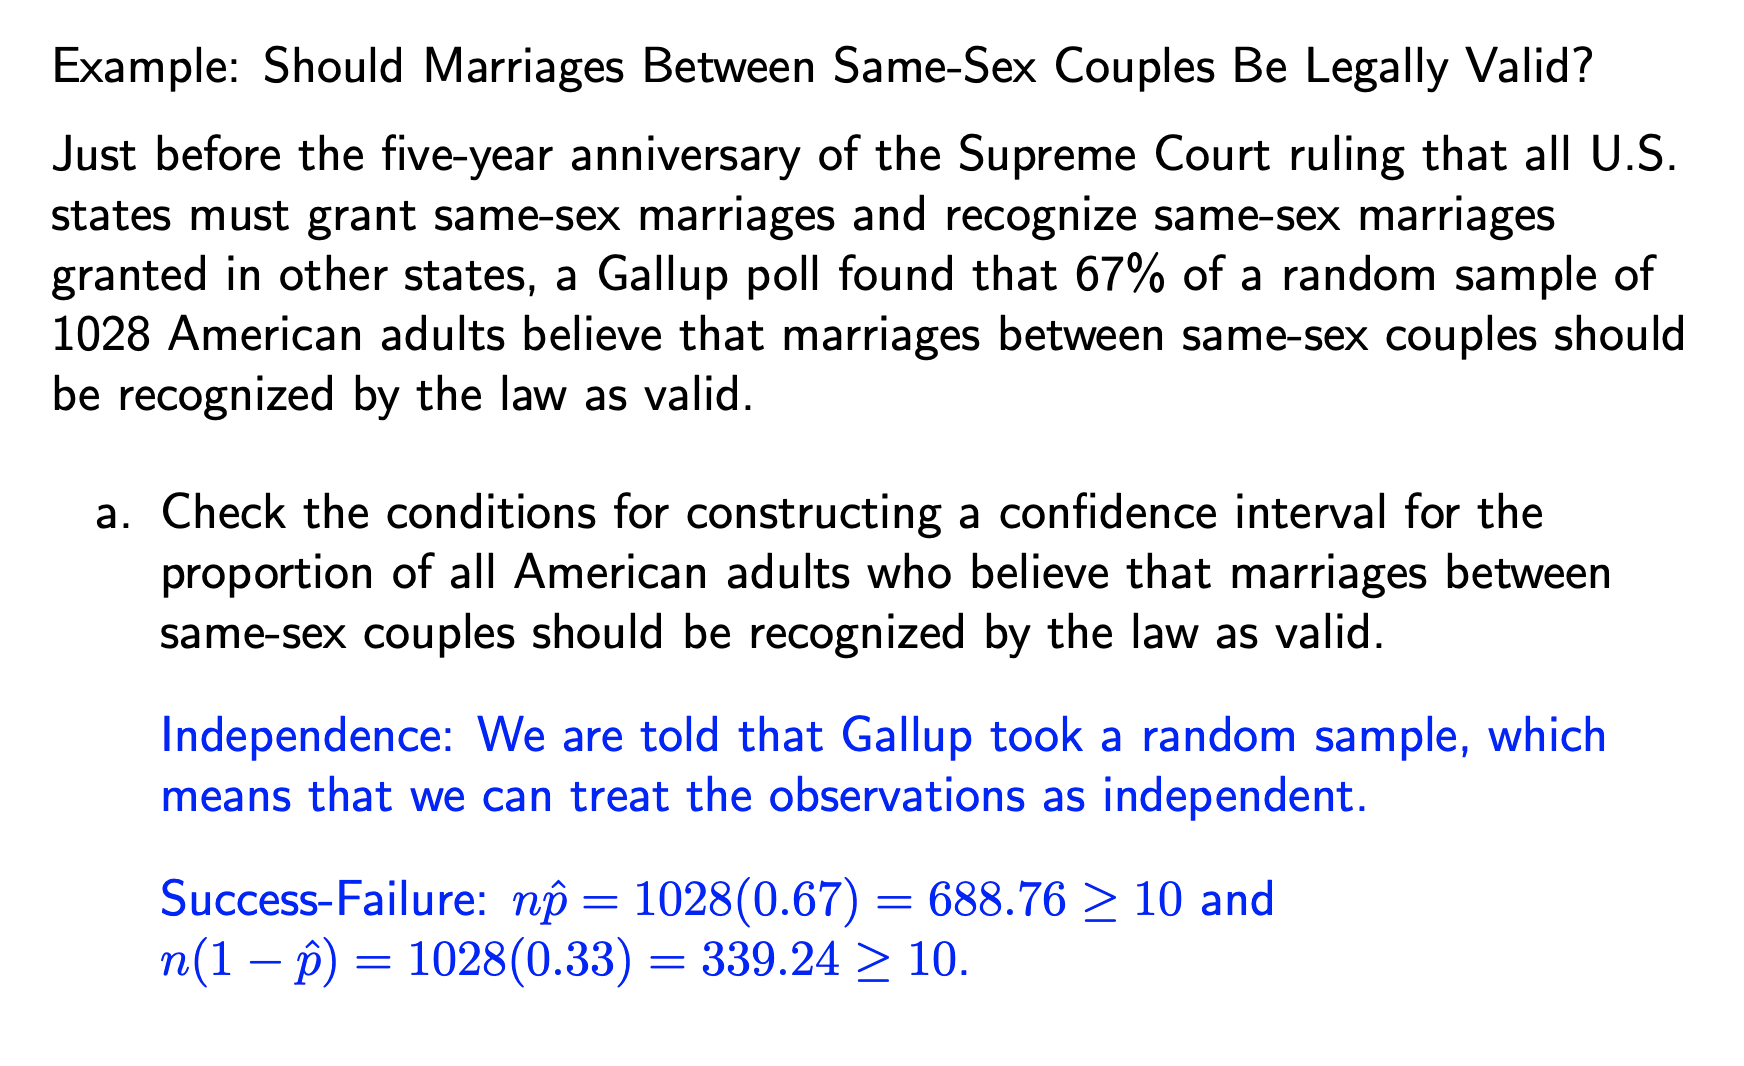 Example: Should Marriages Between Same-Sex Couples Be Legally Valid?
Just before the five-year anniversary of the Supreme Court ruling that all U.S.
states must grant same-sex marriages and recognize same-sex marriages
granted in other states, a Gallup poll found that 67% of a random sample of
1028 American adults believe that marriages between same-sex couples should
be recognized by the law as valid.
a. Check the conditions for constructing a confidence interval for the
proportion of all American adults who believe that marriages between
same-sex couples should be recognized by the law as valid.
Independence: We are told that Gallup took a random sample, which
means that we can treat the observations as independent.
Success-Failure: np̂ = 1028(0.67) = 688.76 ≥ 10 and
n(1 − p̂) = 1028(0.33) = 339.24 ≥ 10.